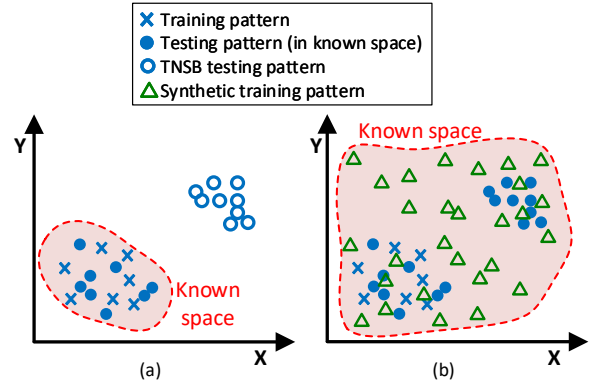 Training pattern
Testing pattern (in known space)
TNSB testing pattern
Synthetic training pattern
Y
Known
space
X
(a)
Y
Known space
X
(b)